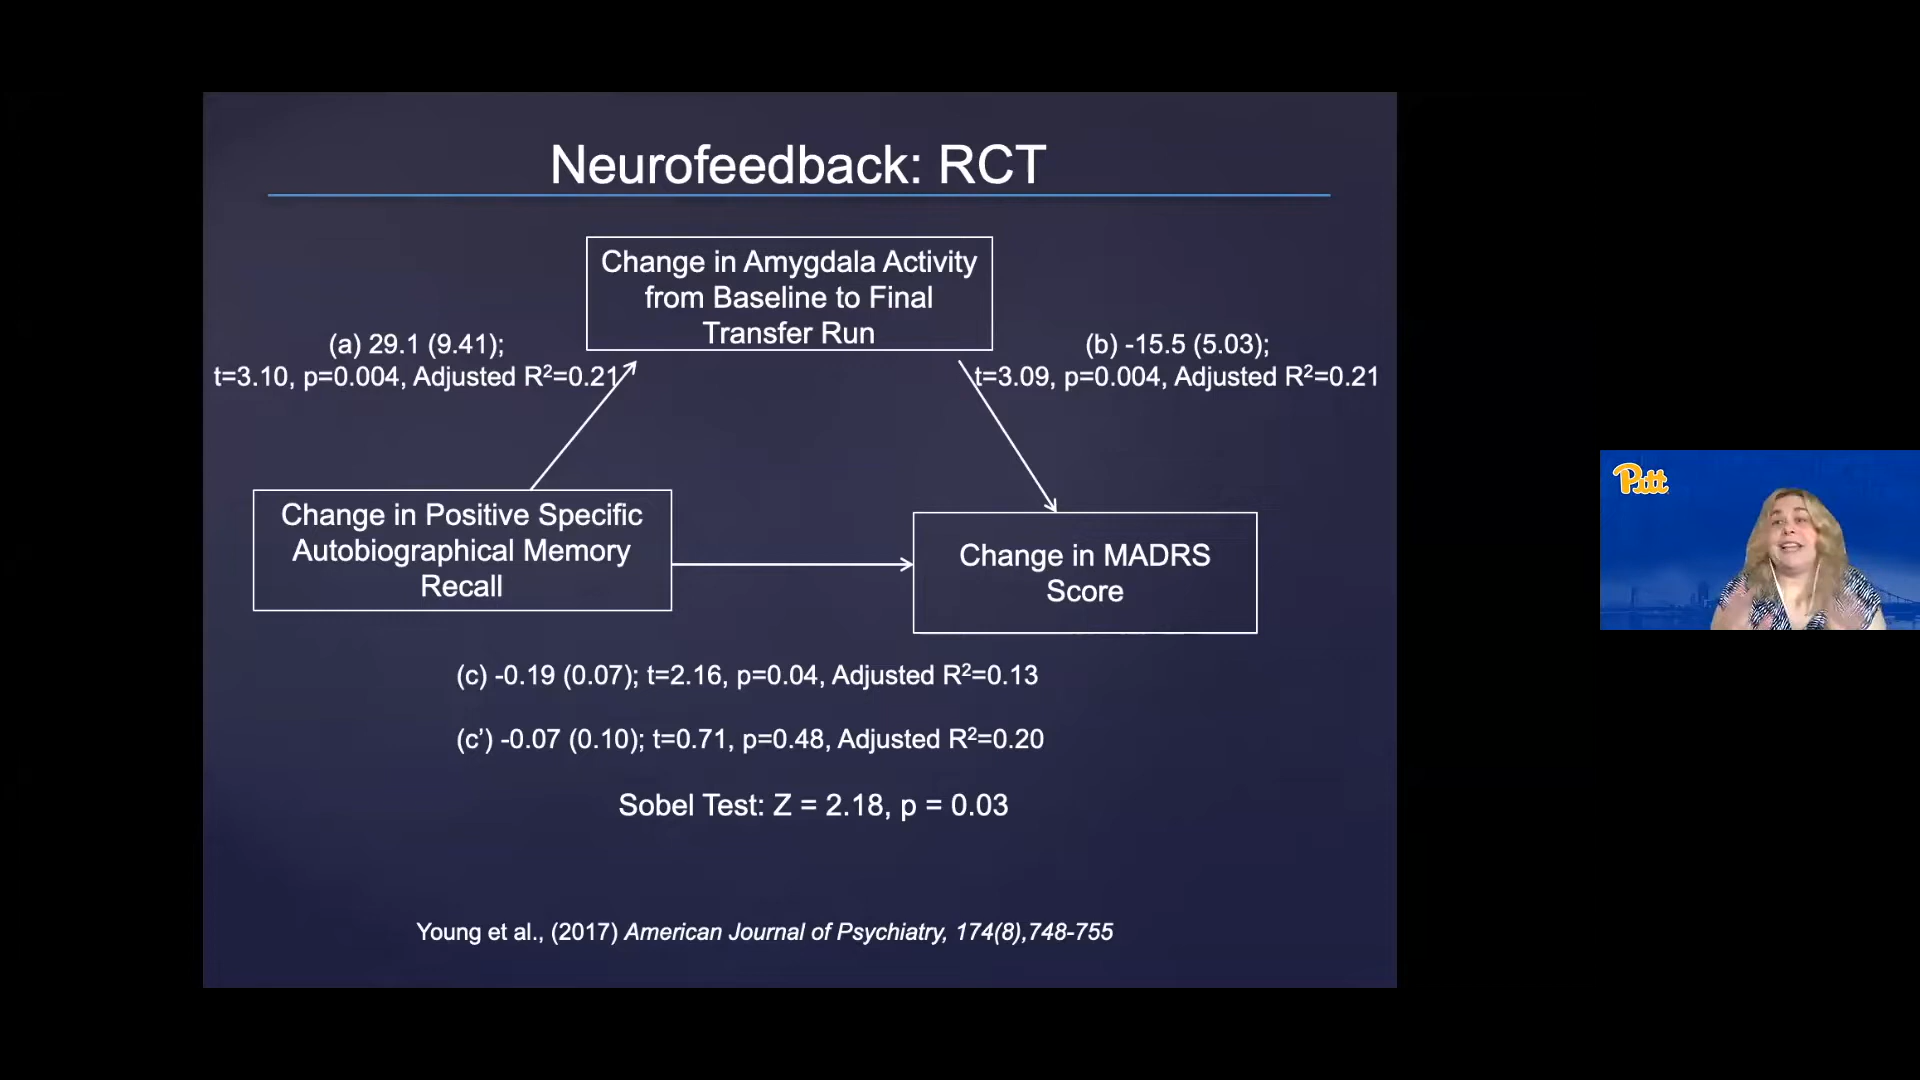 Neurofeedback: RCT
Change in Amygdala Activity
from Baseline to Final
Transfer Run
(a) 29.1 (9.41);
t=3.10, p=0.004, Adjusted R²=0.21
(b) -15.5 (5.03);
t=3.09, p=0.004, Adjusted R²=0.21
Change in Positive Specific
Autobiographical Memory
Recall
Change in MADRS
Score
(c) -0.19 (0.07); t=2.16, p=0.04, Adjusted R²=0.13
(c’) -0.07 (0.10); t=0.71, p=0.48, Adjusted R²=0.20
Sobel Test: Z = 2.18, p = 0.03
Young et al., (2017) American Journal of Psychiatry, 174(8),748-755
Pitt